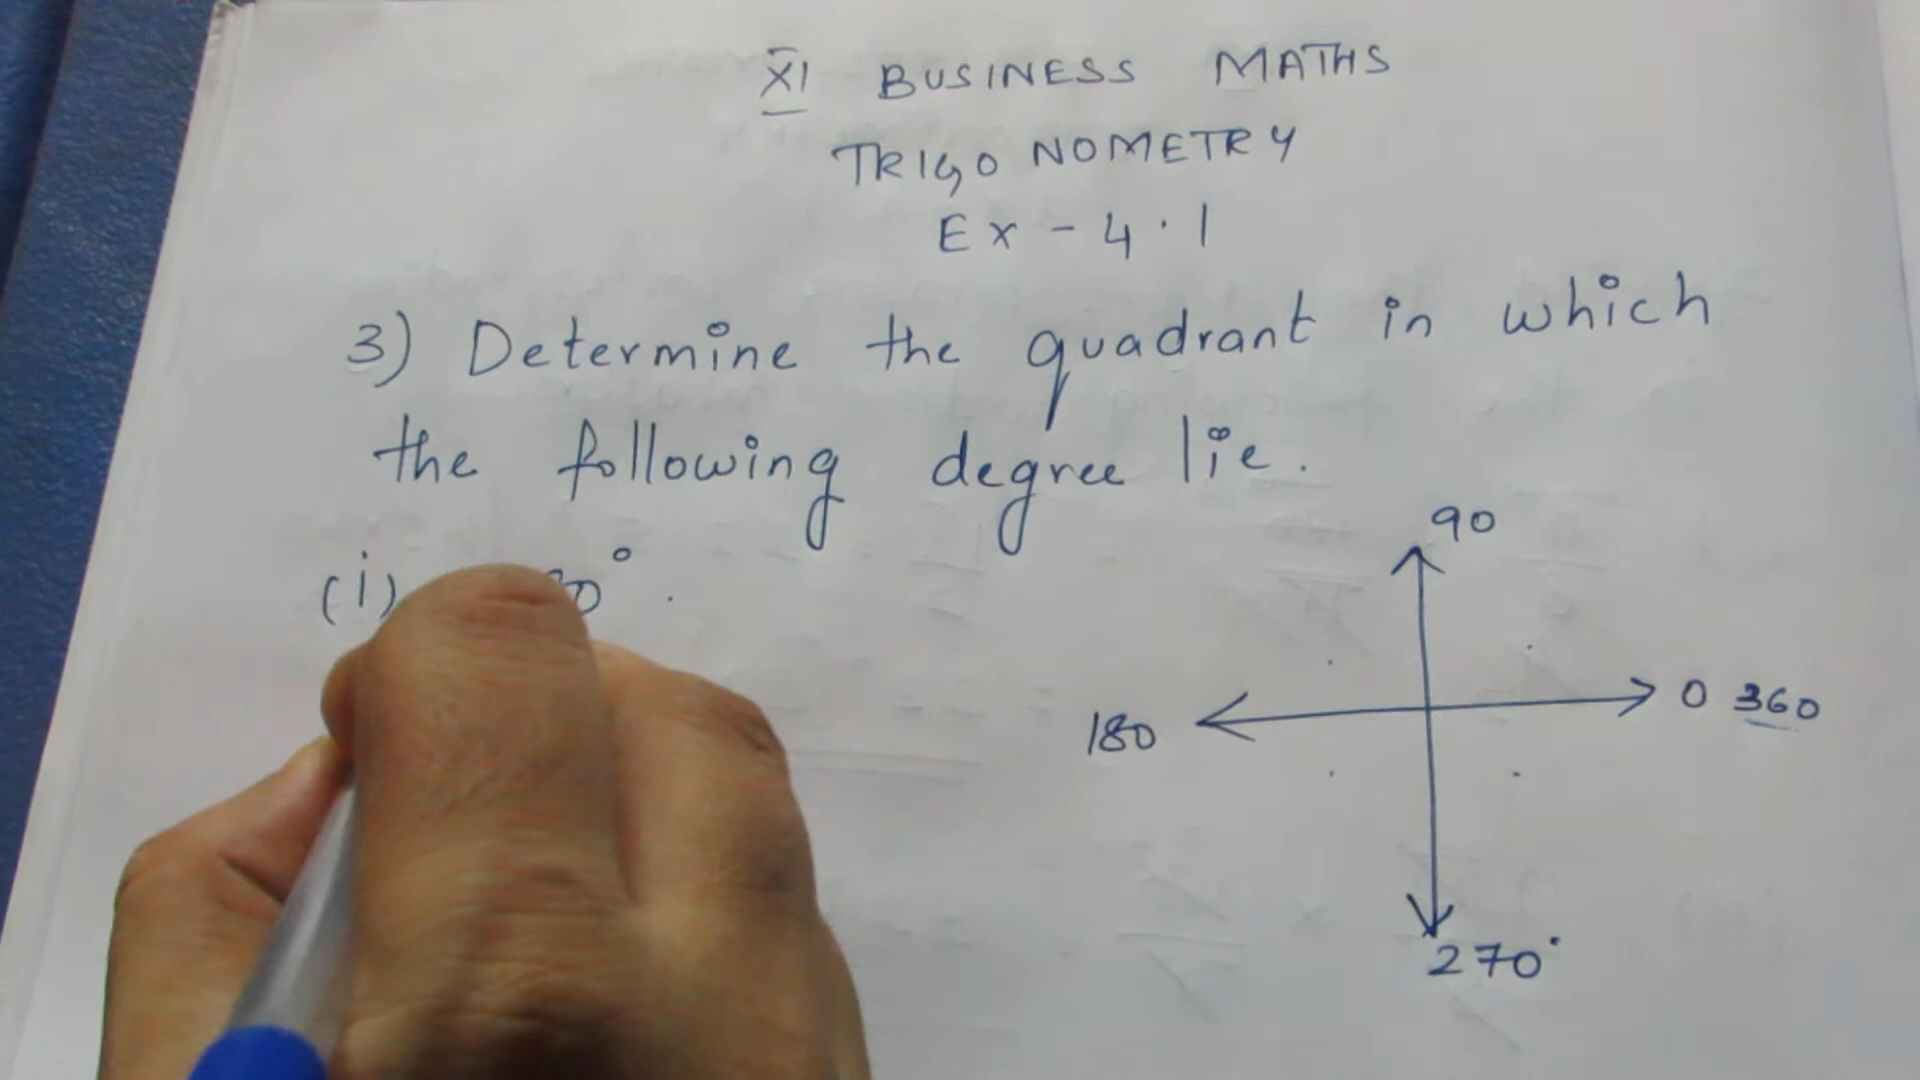 XI BUSINESS MATHS
TRIGONOMETRY
Ex - 4.1
3) Determine the quadrant in which
the following degree lie.
(i)
90
180
0 360
270°